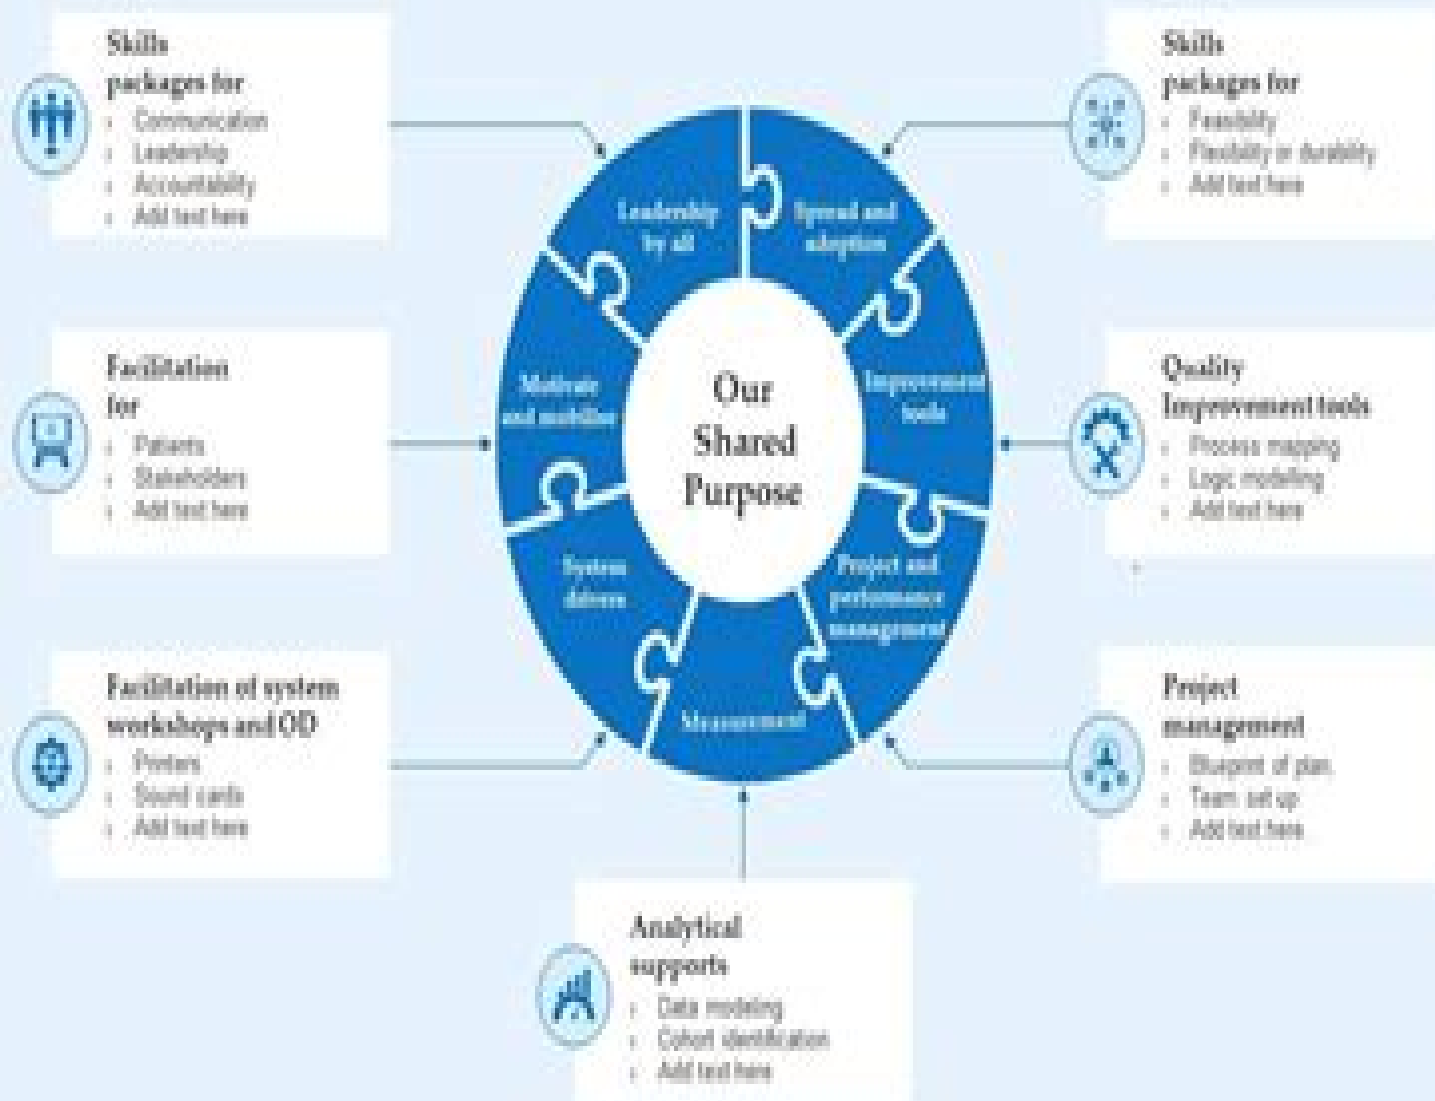 Skills
packages for
Communication
Leadership
Accountability
Add text here
Facilitation
for
Patients
Stakeholders
Add text here
Facilitation of system
workshops and OD
Printers
Sound cards
Add text here
Leadership
by all
Spread and
adoption
Motivate
and mobilize
Improvement
tools
Our
Shared
Purpose
System
drivers
Project and
performance
management
Measurement
Analytical
supports
Data modeling
Cohort identification
Add text here
Skills
packages for
Feasibility
Flexibility or durability
Add text here
Quality
Improvement tools
Process mapping
Logic modeling
Add text here
Project
management
Blueprint of plan
Team set up
Add text here